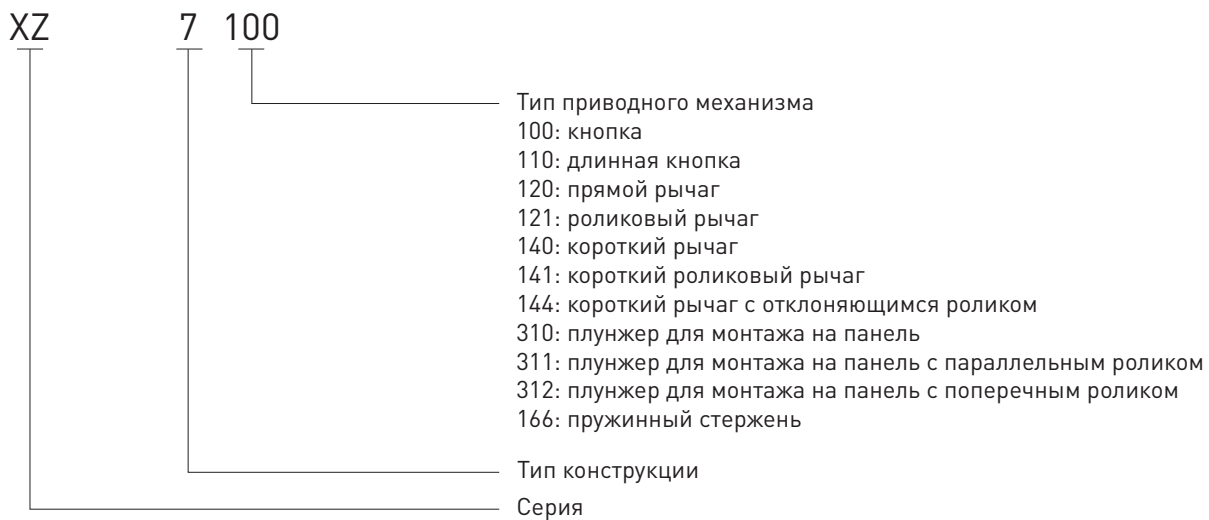 XZ 7 100
Тип приводного механизма
100: кнопка
110: длинная кнопка
120: прямой рычаг
121: роликовый рычаг
140: короткий рычаг
141: короткий роликовый рычаг
144: короткий рычаг с отклоняющимся роликом
310: плунжер для монтажа на панель
311: плунжер для монтажа на панель с параллельным роликом
312: плунжер для монтажа на панель с поперечным роликом
166: пружинный стержень
Тип конструкции
Серия